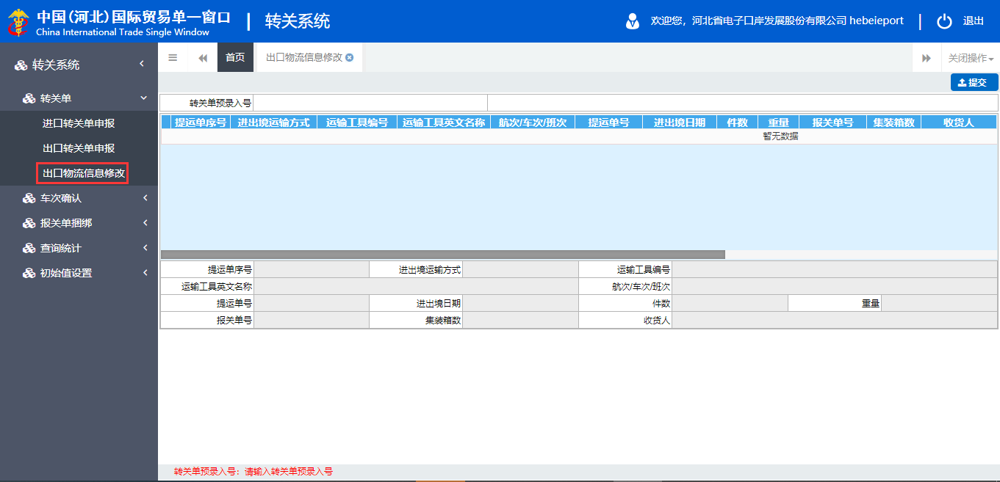 中国(河北)国际贸易单一窗口
China International Trade Single Window
转关系统
欢迎您，河北省电子口岸发展股份有限公司 hebeieport
退出
转关系统
首页
出口物流信息修改
关闭操作
转关单
进口转关单申报
出口转关单申报
出口物流信息修改
车次确认
报关单捆绑
查询统计
初始值设置
提交
转关单预录入号
提运单序号 进出境运输方式 运输工具编号 运输工具英文名称 航次/车次/班次 提运单号 进出境日期 件数 重量 报关单号 集装箱数 收货人
暂无数据
提运单序号 进出境运输方式 运输工具编号
运输工具英文名称 航次/车次/班次
提运单号 进出境日期 件数 重量
报关单号 集装箱数 收货人
转关单预录入号：请输入转关单预录入号